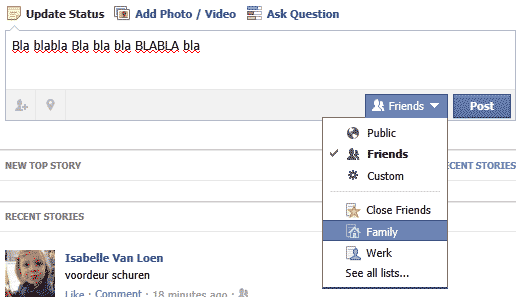 Update Status Add Photo / Video Ask Question
Bla blabla Bla bla bla BLABLA bla
Friends Post
Public
Friends
Custom
NEW TOP STORY ECENT STORIES
Close Friends
RECENT STORIES
Family
Werk
Isabelle Van Loen
voordeur schuren
See all lists...
Like · Comment · 18 minutes ago ·